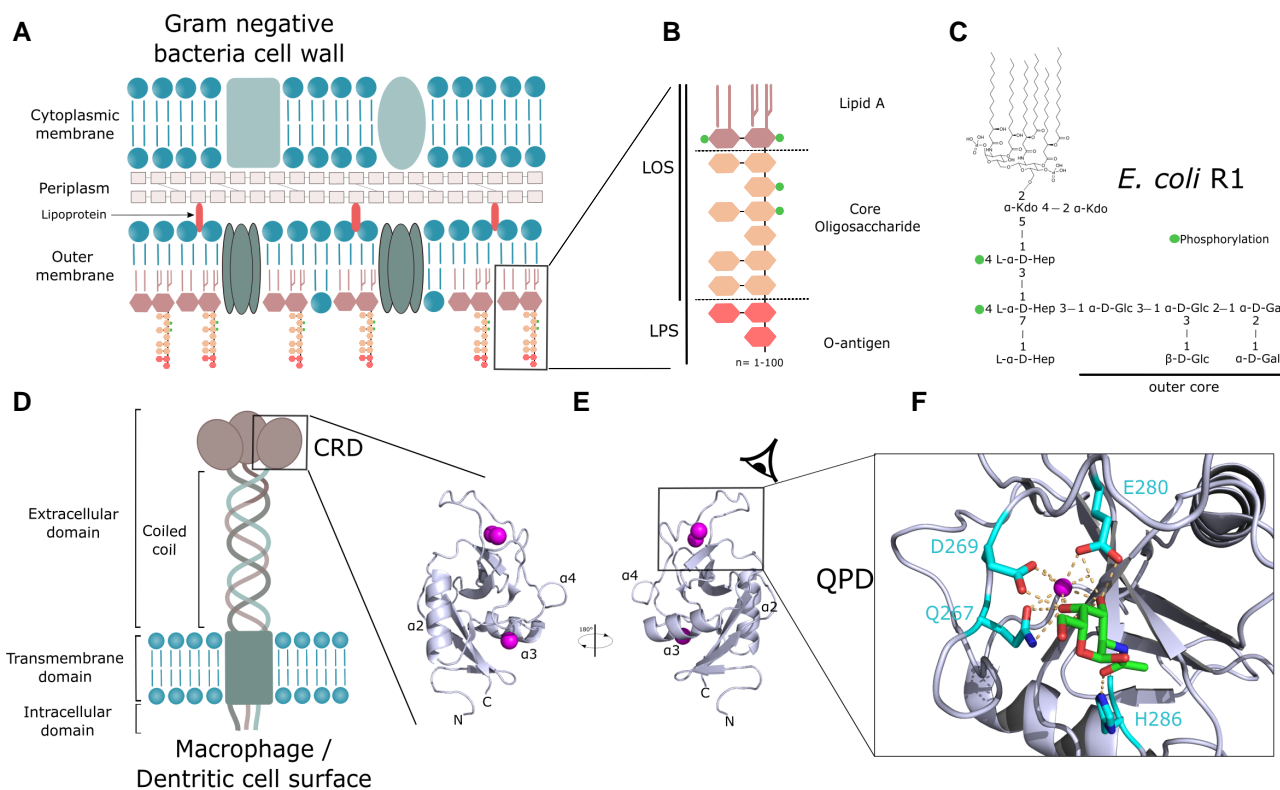 A
Gram negative
bacteria cell wall
Cytoplasmic
membrane
Periplasm
Lipoprotein
Outer
membrane
B
LOS
LPS
Lipid A
Core
Oligosaccharide
O-antigen
n= 1-100
C
E. coli R1
Phosphorylation
2
α-Kdo 4—2 α-Kdo
5
1
4 L-α-D-Hep
3
1
4 L-α-D-Hep 3—1 α-D-Glc 3—1 α-D-Glc 2—1 α-D-Ga
7 3 2
1 1 1
L-α-D-Hep β-D-Glc α-D-Gal
outer core
D
CRD
Extracellular
domain
Coiled
coil
Transmembrane
domain
Intracellular
domain
Macrophage /
Dentritic cell surface
α4
α2
α3
C
N
180°
E
α4
α2
α3
C
N
F
QPD
E280
D269
Q267
H286